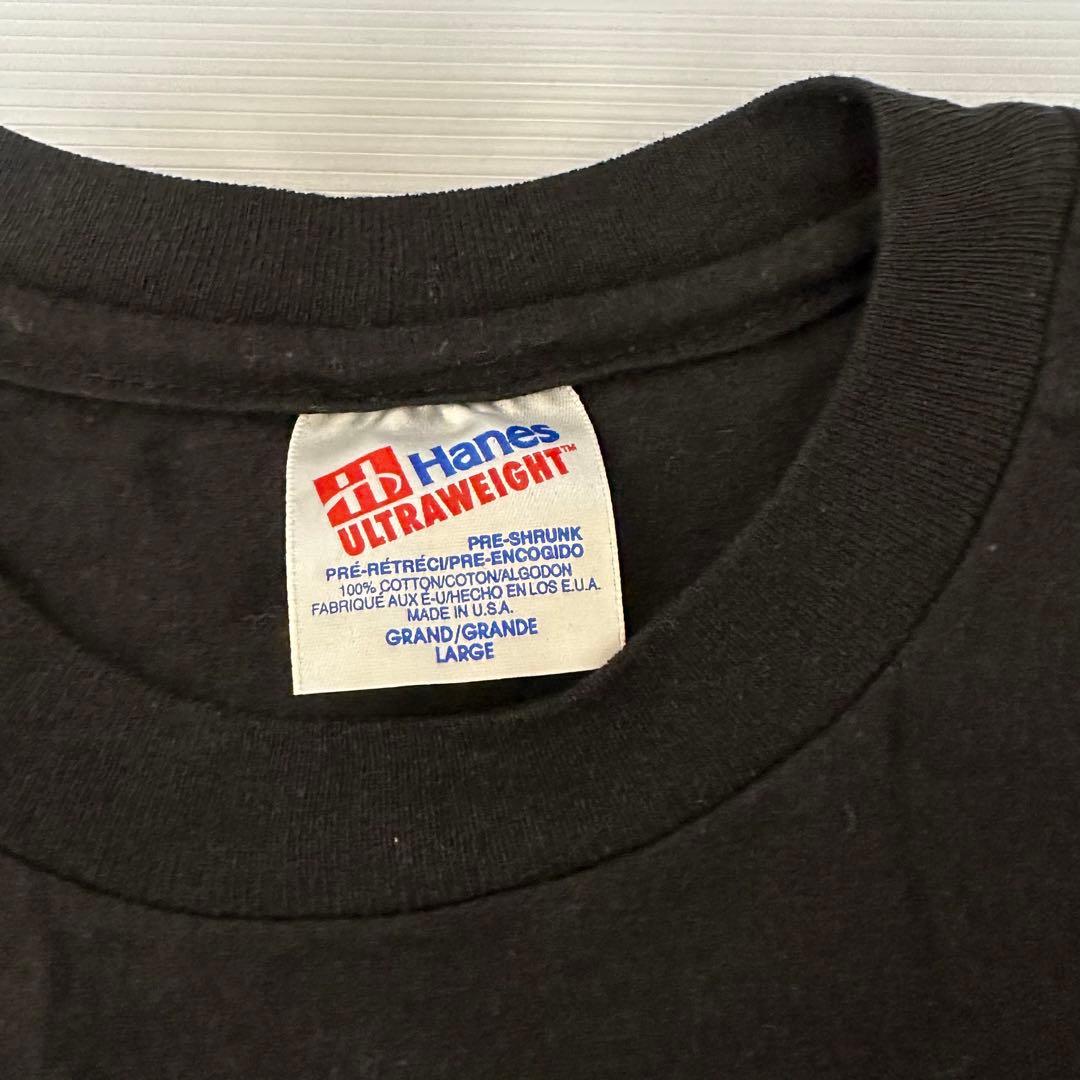 Hanes
ULTRAWEIGHT™
PRE-SHRUNK
PRÉ-RÉTRÉCI/PRE-ENCOGIDO
100% COTTON/COTON/ALGODON
FABRIQUÉ AUX É-U/HECHO EN LOS E.U.A.
MADE IN U.S.A.
GRAND/GRANDE
LARGE